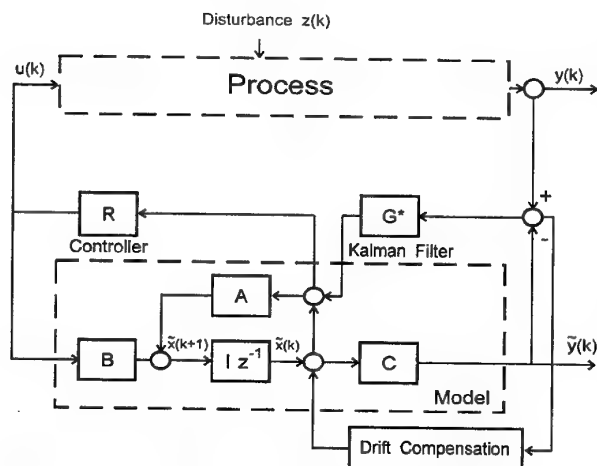 Disturbance z(k)
u(k)
Process
y(k)
R
Controller
G*
Kalman Filter
+
-
A
B
x̃(k+1)
I z⁻¹
x̃(k)
C
ỹ(k)
Model
Drift Compensation